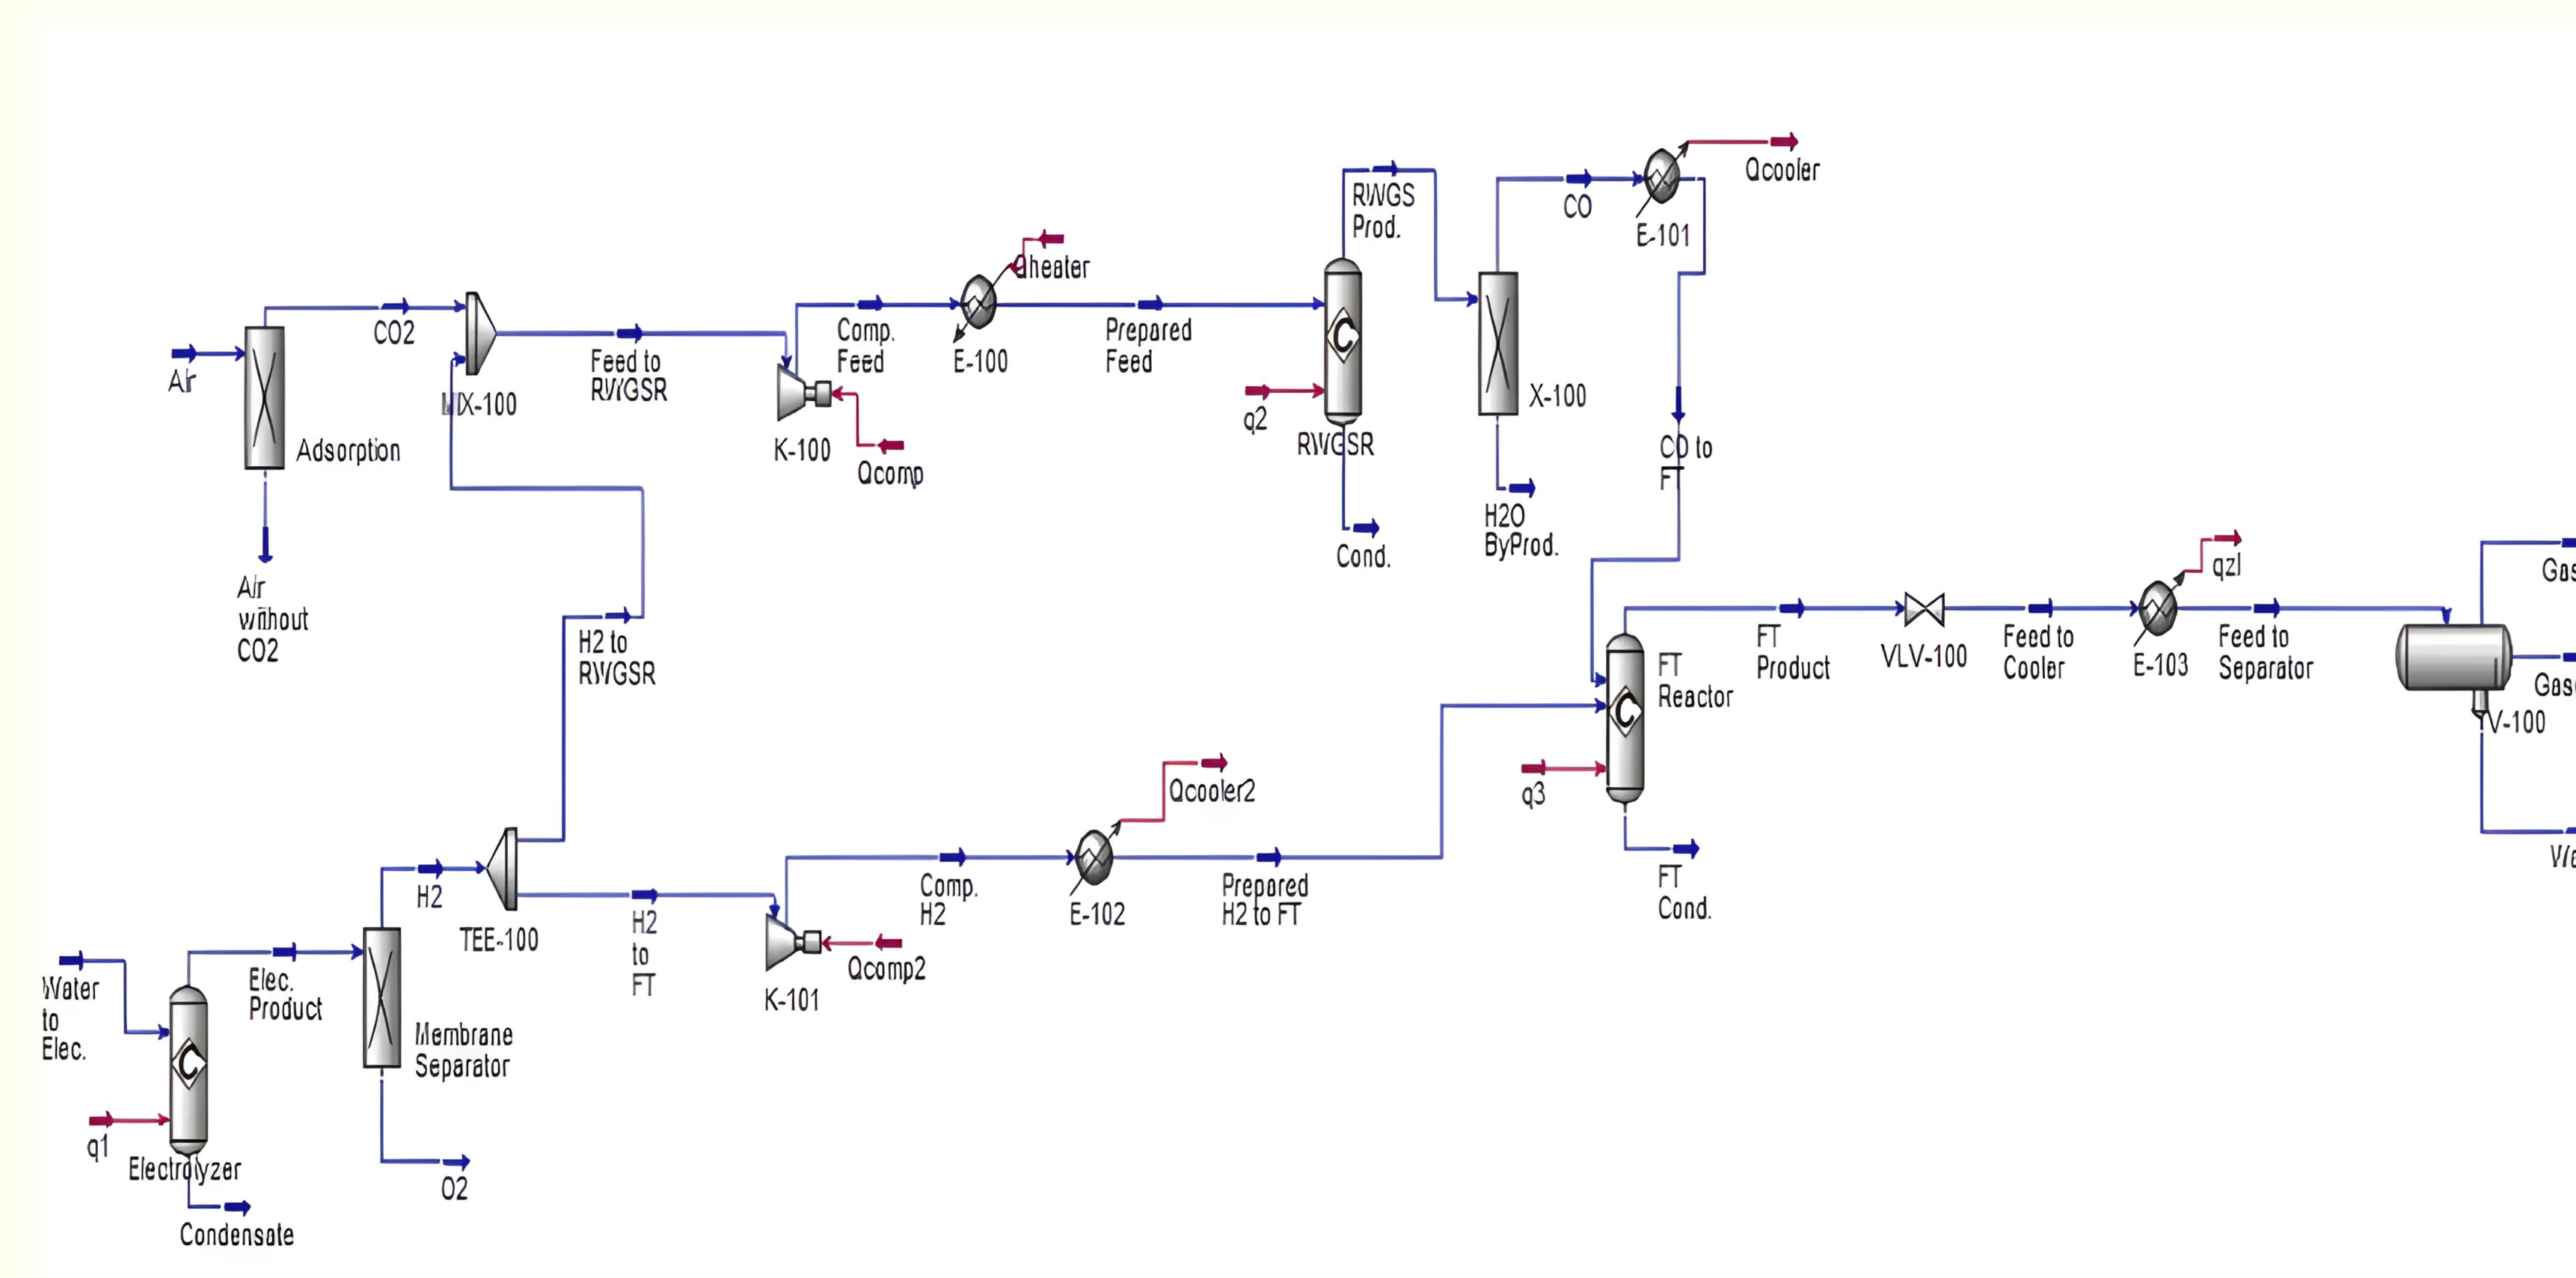 Qcooler
RWGS
Prod.
CO
E-101
Qheater
CO2
Comp.
Feed
E-100
Prepared
Feed
Air
Feed to
RWGSR
MIX-100
K-100
Qcomp
q2
RWGSR
X-100
Adsorption
CO to
FT
H2O
ByProd.
Cond.
Air
without
CO2
H2 to
RWGSR
qzl
FT
Reactor
FT
Product
VLV-100
Feed to
Cooler
E-103
Feed to
Separator
V-100
q3
Qcooler2
FT
Cond.
Comp.
H2
E-102
Prepared
H2 to FT
H2
TEE-100
H2
to
FT
Qcomp2
K-101
Water
to
Elec.
Elec.
Product
Membrane
Separator
q1
Electrolyzer
O2
Condensate